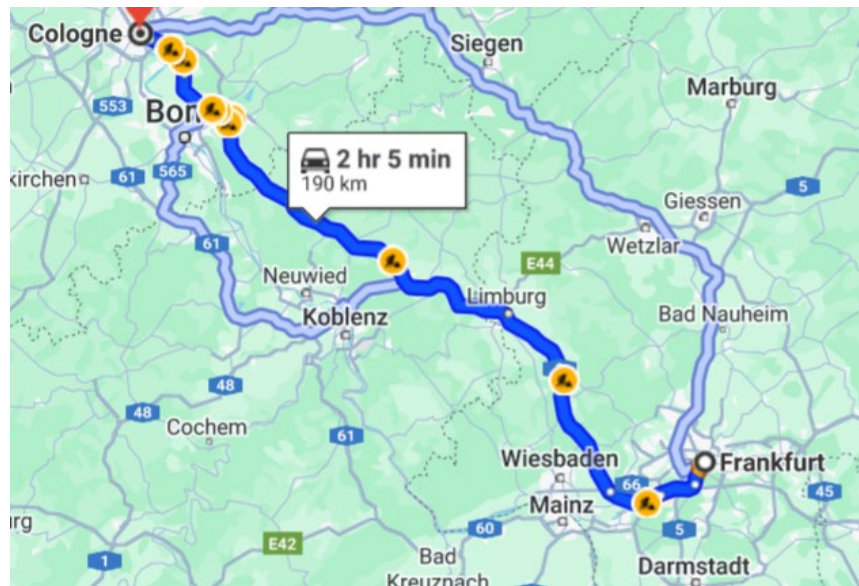 Cologne
Siegen
Marburg
553
Bon
kirchen
61
565
2 hr 5 min
190 km
5
Giessen
Wetzlar
61
E44
Neuwied
Limburg
Koblenz
Bad Nauheim
48
48
Cochem
61
Wiesbaden
66
Frankfurt
45
Mainz
60
5
rg
E42
1
Bad
Kreuznach
Darmstadt